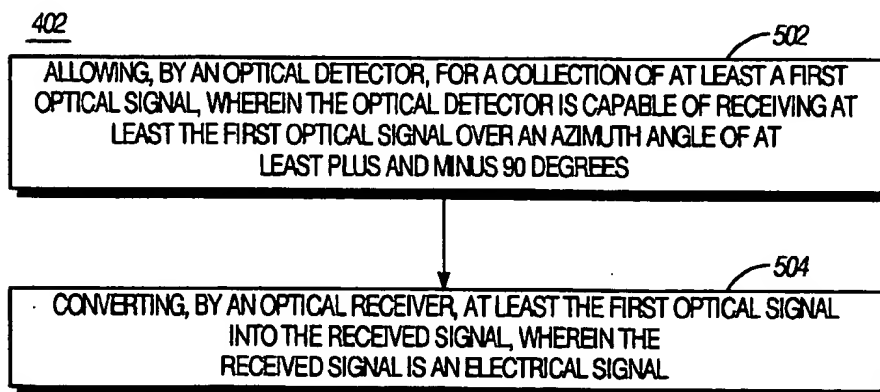 402
502
ALLOWING, BY AN OPTICAL DETECTOR, FOR A COLLECTION OF AT LEAST A FIRST
OPTICAL SIGNAL, WHEREIN THE OPTICAL DETECTOR IS CAPABLE OF RECEIVING AT
LEAST THE FIRST OPTICAL SIGNAL OVER AN AZIMUTH ANGLE OF AT
LEAST PLUS AND MINUS 90 DEGREES
504
CONVERTING, BY AN OPTICAL RECEIVER, AT LEAST THE FIRST OPTICAL SIGNAL
INTO THE RECEIVED SIGNAL, WHEREIN THE
RECEIVED SIGNAL IS AN ELECTRICAL SIGNAL